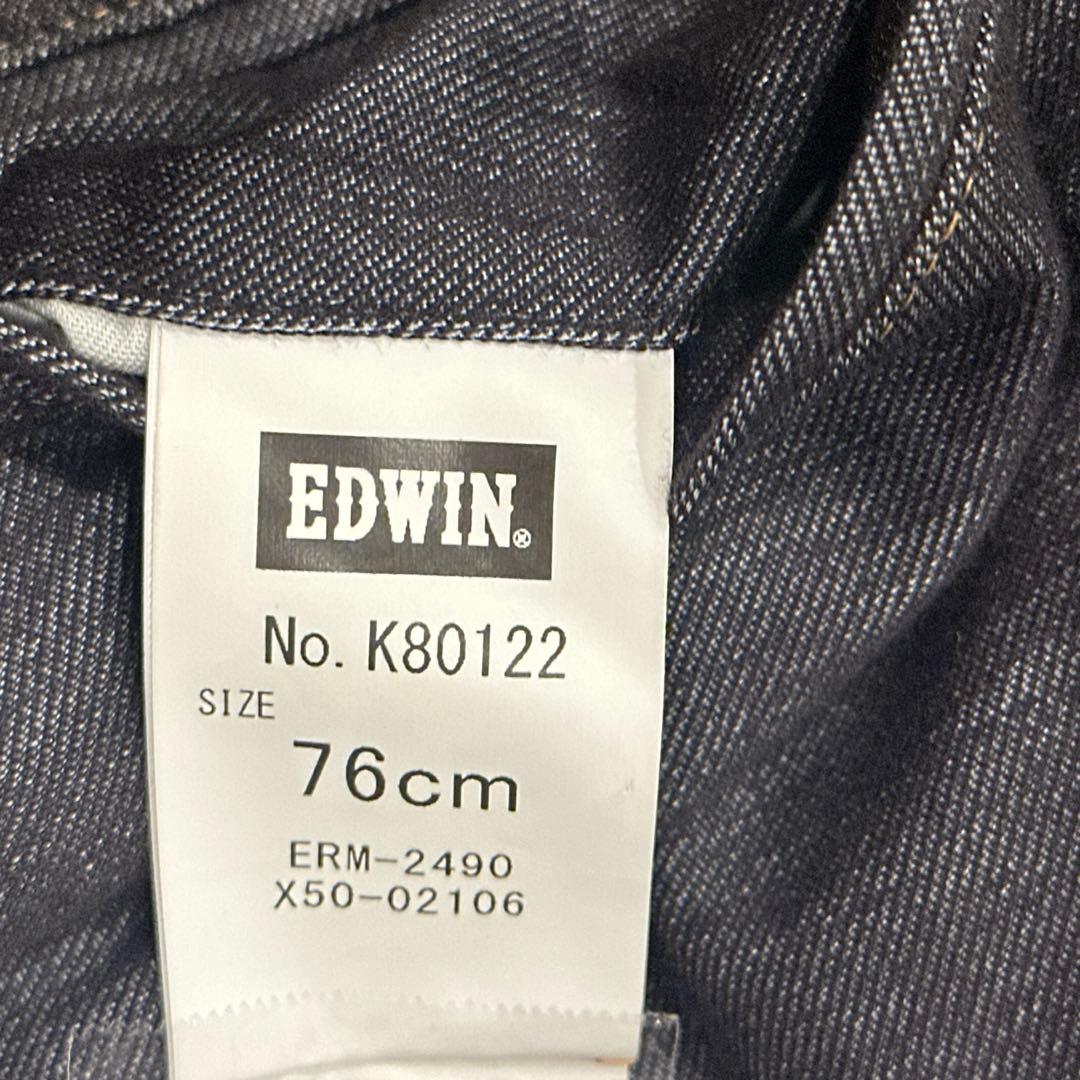 EDWIN®
No. K80122
SIZE
76cm
ERM-2490
X50-02106